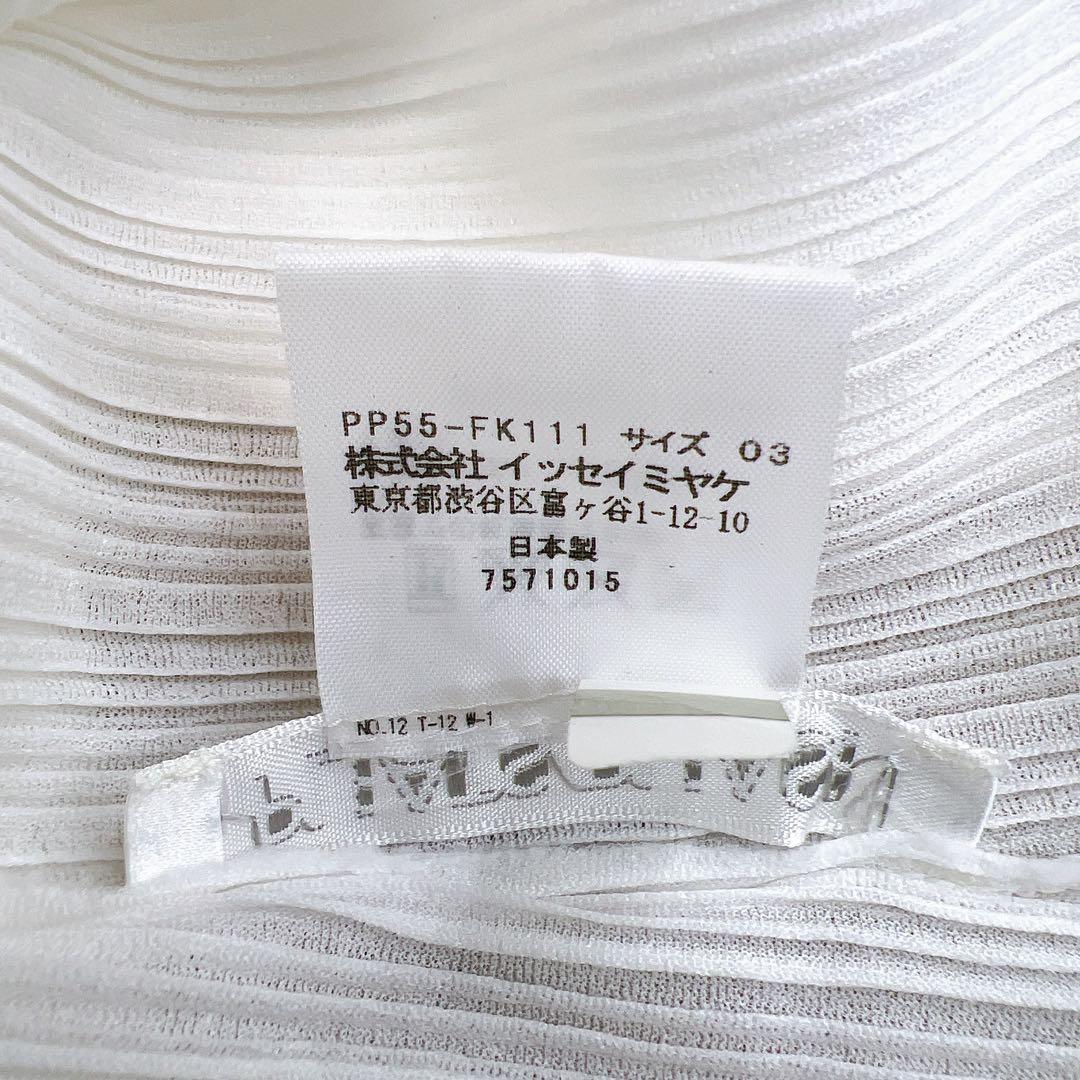 PP55-FK111 サイズ 03
株式会社 イッセイミヤケ
東京都渋谷区富ヶ谷1-12-10
日本製
7571015
NO.12 T-12 W-1